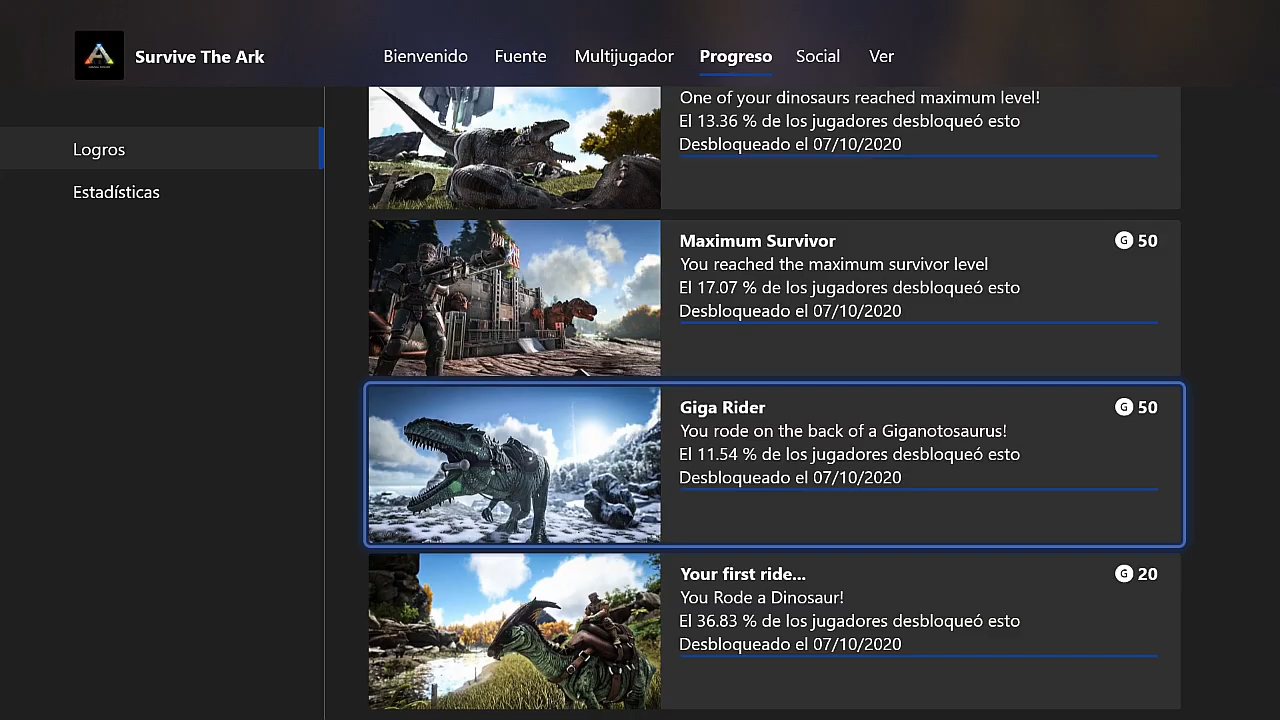 Survive The Ark
Bienvenido
Fuente
Multijugador
Progreso
Social
Ver
Logros
Estadísticas
One of your dinosaurs reached maximum level!
El 13.36 % de los jugadores desbloqueó esto
Desbloqueado el 07/10/2020
Maximum Survivor
G 50
You reached the maximum survivor level
El 17.07 % de los jugadores desbloqueó esto
Desbloqueado el 07/10/2020
Giga Rider
G 50
You rode on the back of a Giganotosaurus!
El 11.54 % de los jugadores desbloqueó esto
Desbloqueado el 07/10/2020
Your first ride...
G 20
You Rode a Dinosaur!
El 36.83 % de los jugadores desbloqueó esto
Desbloqueado el 07/10/2020